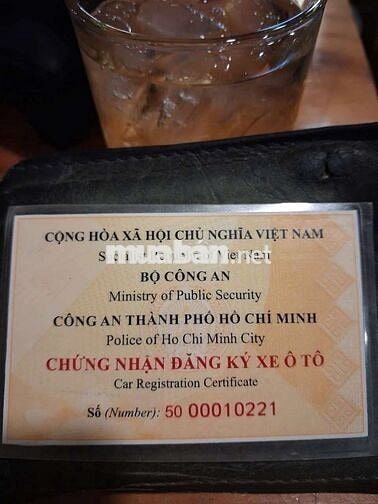 CỘNG HÒA XÃ HỘI CHỦ NGHĨA VIỆT NAM
muaban.net
BỘ CÔNG AN
Ministry of Public Security
CÔNG AN THÀNH PHỐ HỒ CHÍ MINH
Police of Ho Chi Minh City
CHỨNG NHẬN ĐĂNG KÝ XE Ô TÔ
Car Registration Certificate
Số (Number): 50 00010221